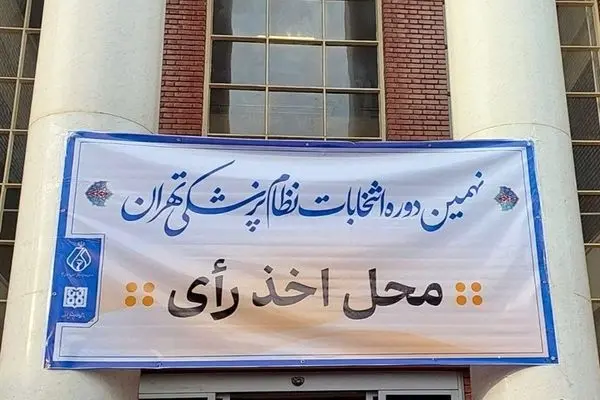 نهمین دوره انتخابات نظام پزشکی تهران
محل اخذ رأی